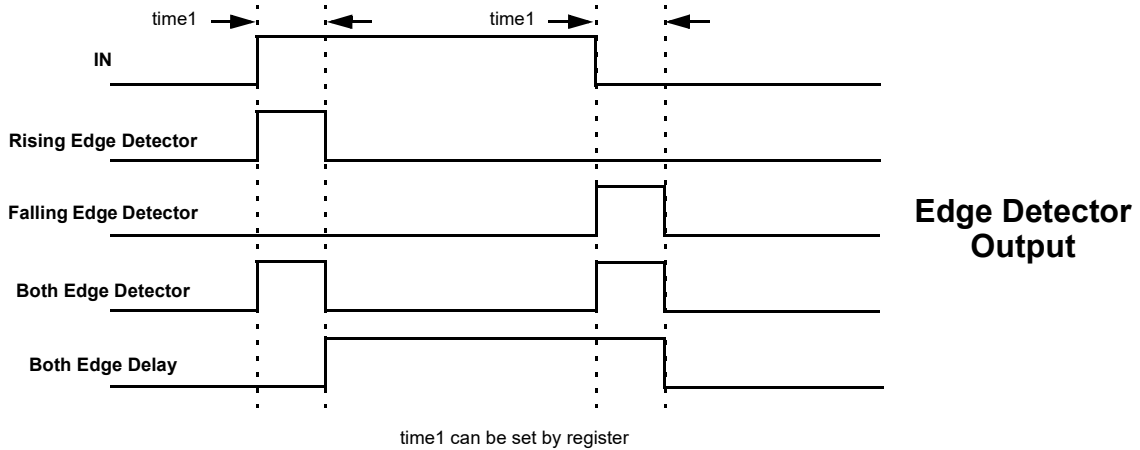 time1
time1
IN
Rising Edge Detector
Falling Edge Detector
Edge Detector
Output
Both Edge Detector
Both Edge Delay
time1 can be set by register